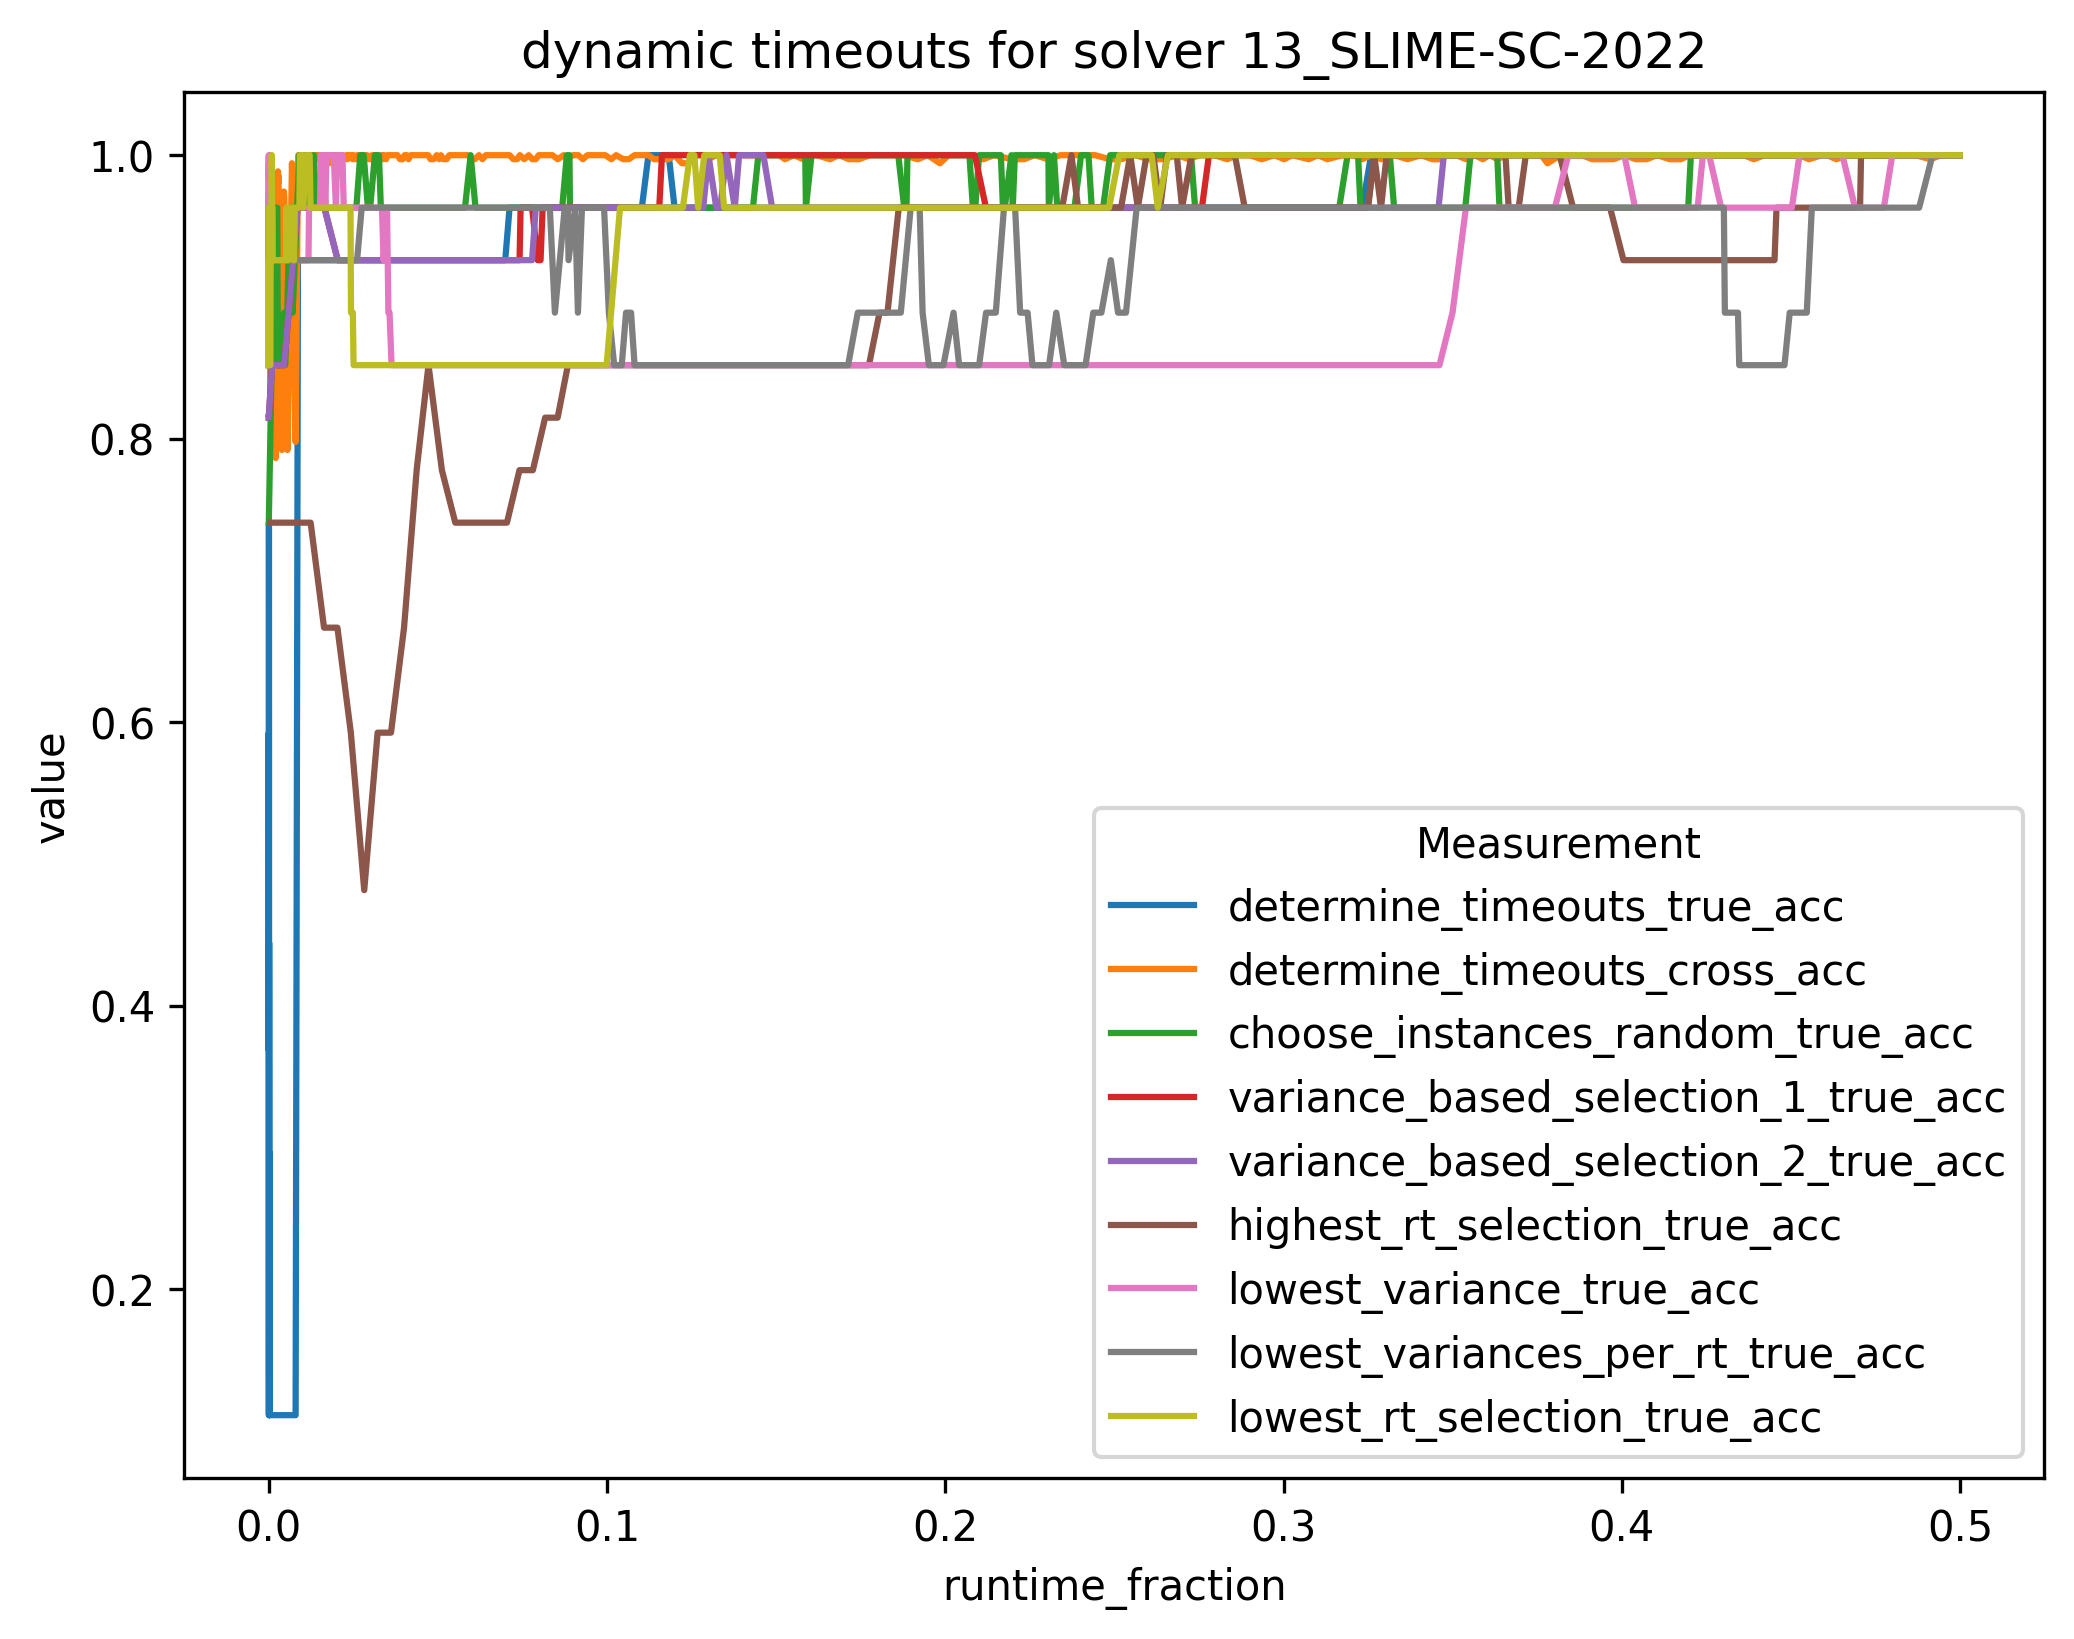 dynamic timeouts for solver 13_SLIME-SC-2022
value
1.0
0.8
0.6
0.4
0.2
Measurement
determine_timeouts_true_acc
determine_timeouts_cross_acc
choose_instances_random_true_acc
variance_based_selection_1_true_acc
variance_based_selection_2_true_acc
highest_rt_selection_true_acc
lowest_variance_true_acc
lowest_variances_per_rt_true_acc
lowest_rt_selection_true_acc
0.0 0.1 0.2 0.3 0.4 0.5
runtime_fraction